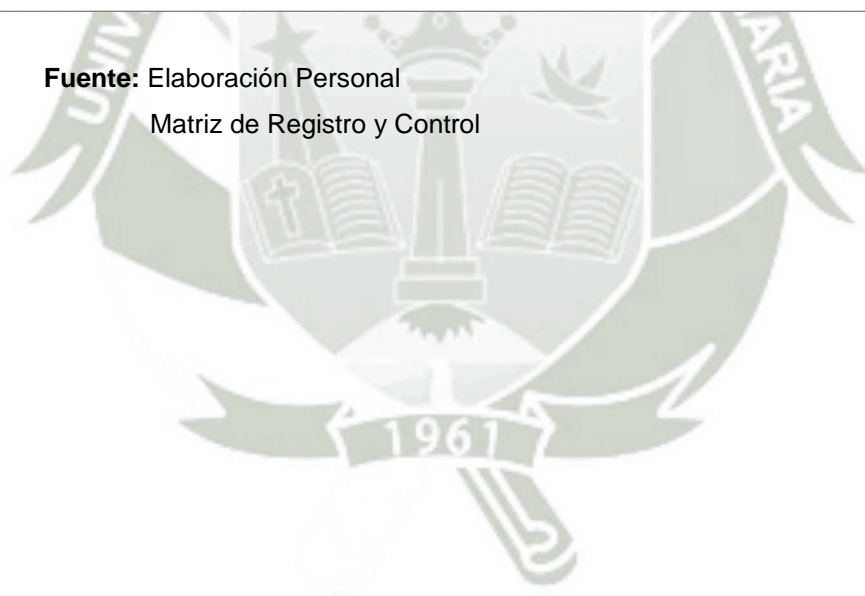 Fuente: Elaboración Personal
Matriz de Registro y Control
1961